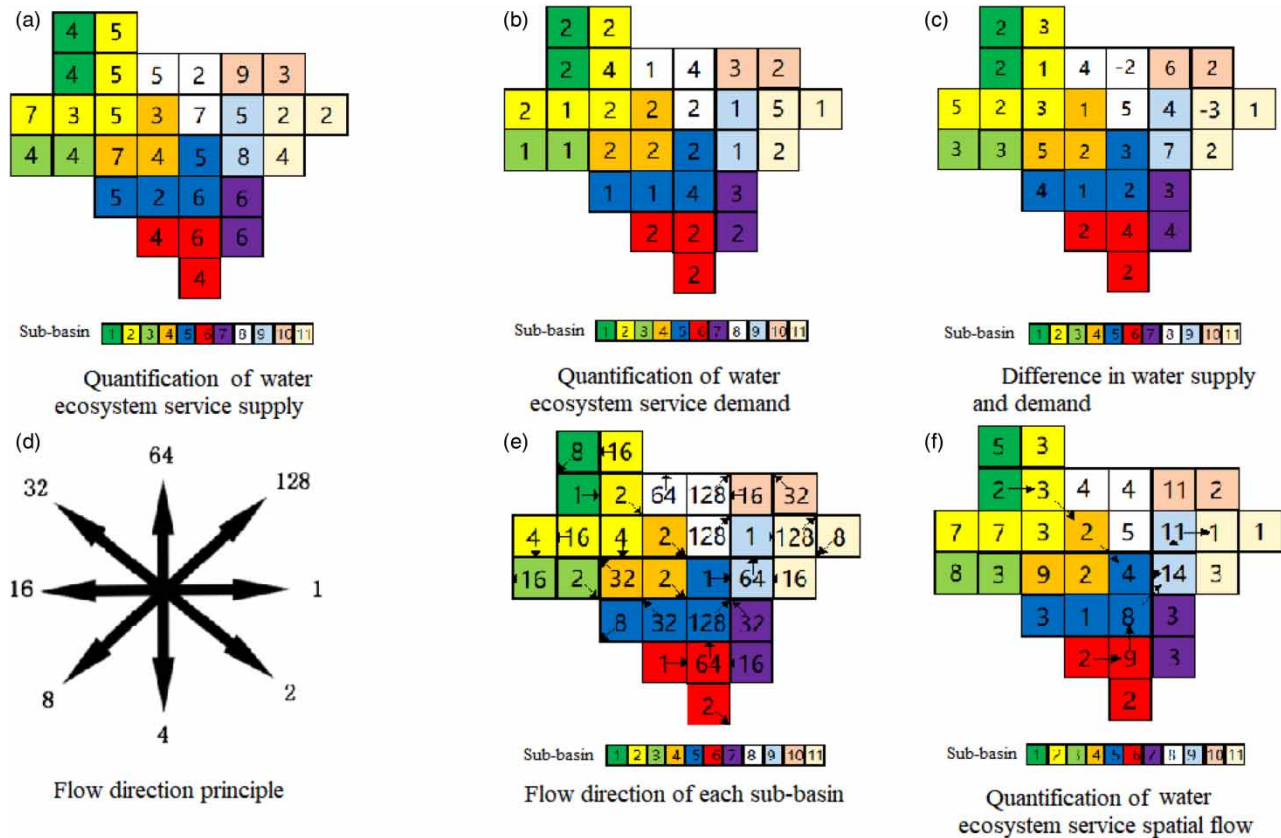 (a)
4 5
4 5 5 2 9 3
7 3 5 3 7 5 2 2
4 4 7 4 5 8 4
5 2 6 6
4 6 6
4
Sub-basin 1 2 3 4 5 6 7 8 9 10 11
Quantification of water
ecosystem service supply
(b)
2 2
2 4 1 4 3 2
2 1 2 2 2 1 5 1
1 1 2 2 2 1 2
1 1 4 3
2 2 2
2
Sub-basin 1 2 3 4 5 6 7 8 9 10 11
Quantification of water
ecosystem service demand
(c)
2 3
2 1 4 -2 6 2
5 2 3 1 5 4 -3 1
3 3 5 2 3 7 2
4 1 2 3
2 4 4
2
Sub-basin 1 2 3 4 5 6 7 8 9 10 11
Difference in water supply
and demand
(d)
64
32 128
16 1
8 2
4
Flow direction principle
(e)
8 16
1 2 64 128 16 32
4 16 4 2 128 1 128 8
16 2 32 2 1 64 16
8 32 128 32
1 64 16
2
Sub-basin 1 2 3 4 5 6 7 8 9 10 11
Flow direction of each sub-basin
(f)
5 3
2 3 4 4 11 2
7 7 3 2 5 11 1 1
8 3 9 2 4 14 3
3 1 8 3
2 9 3
2
Sub-basin 1 2 3 4 5 6 7 8 9 10 11
Quantification of water
ecosystem service spatial flow